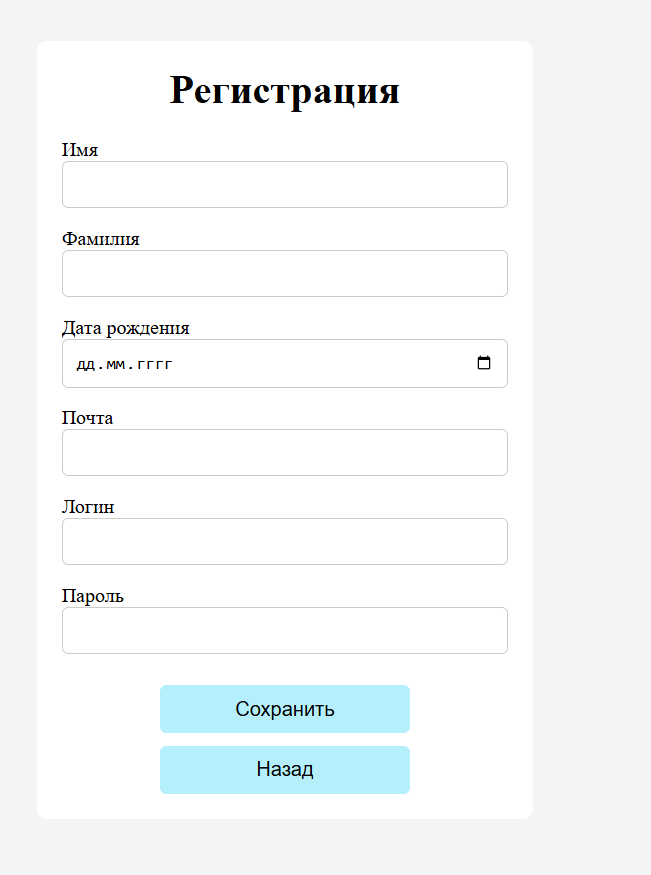 Регистрация
Имя
Фамилия
Дата рождения
дд.мм.гггг
Почта
Логин
Пароль
Сохранить
Назад